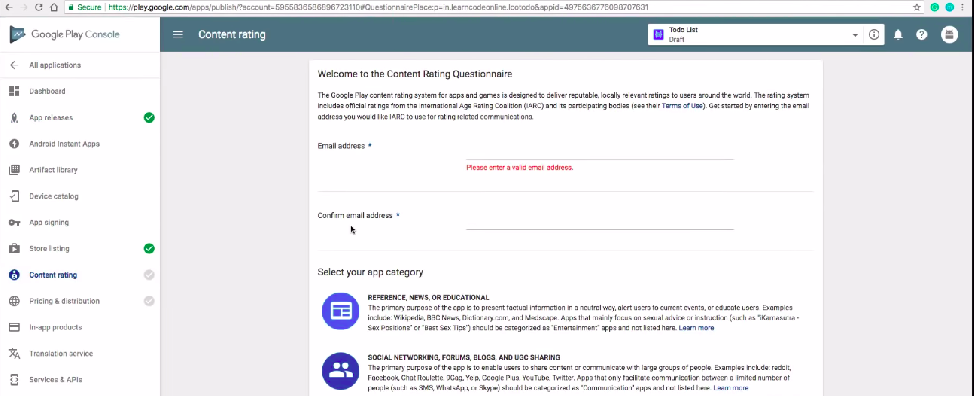 Secure https://play.google.com/apps/publish/?account=5955836586896723110#QuestionnairePlace:p=in.learncodeonline.lcotodo&appid=4975636776098707631
Google Play Console
Content rating
Todo List
Draft
All applications
Dashboard
App releases
Android Instant Apps
Artifact library
Device catalog
App signing
Store listing
Content rating
Pricing & distribution
In-app products
Translation service
Services & APIs
Welcome to the Content Rating Questionnaire
The Google Play content rating system for apps and games is designed to deliver reputable, locally relevant ratings to users around the world. The rating system
includes official ratings from the International Age Rating Coalition (IARC) and its participating bodies (see their Terms of Use). Get started by entering the email
address you would like IARC to use for rating related communications.
Email address *
Please enter a valid email address.
Confirm email address *
Select your app category
REFERENCE, NEWS, OR EDUCATIONAL
The primary purpose of the app is to present factual information in a neutral way, alert users to current events, or educate users. Examples
include: Wikipedia, BBC News, Dictionary.com, and Medscape. Apps that mainly focus on sexual advice or instruction (such as "iKamasutra -
Sex Positions" or "Best Sex Tips") should be categorized as "Entertainment" apps and not listed here. Learn more
SOCIAL NETWORKING, FORUMS, BLOGS, AND UGC SHARING
The primary purpose of the app is to enable users to share content or communicate with large groups of people. Examples include: reddit,
Facebook, Chat Roulette, 9Gag, Yelp, Google Plus, YouTube, Twitter. Apps that only facilitate communication between a limited number of
people (such as SMS, WhatsApp, or Skype) should be categorized as "Communication" apps and not listed here. Learn more